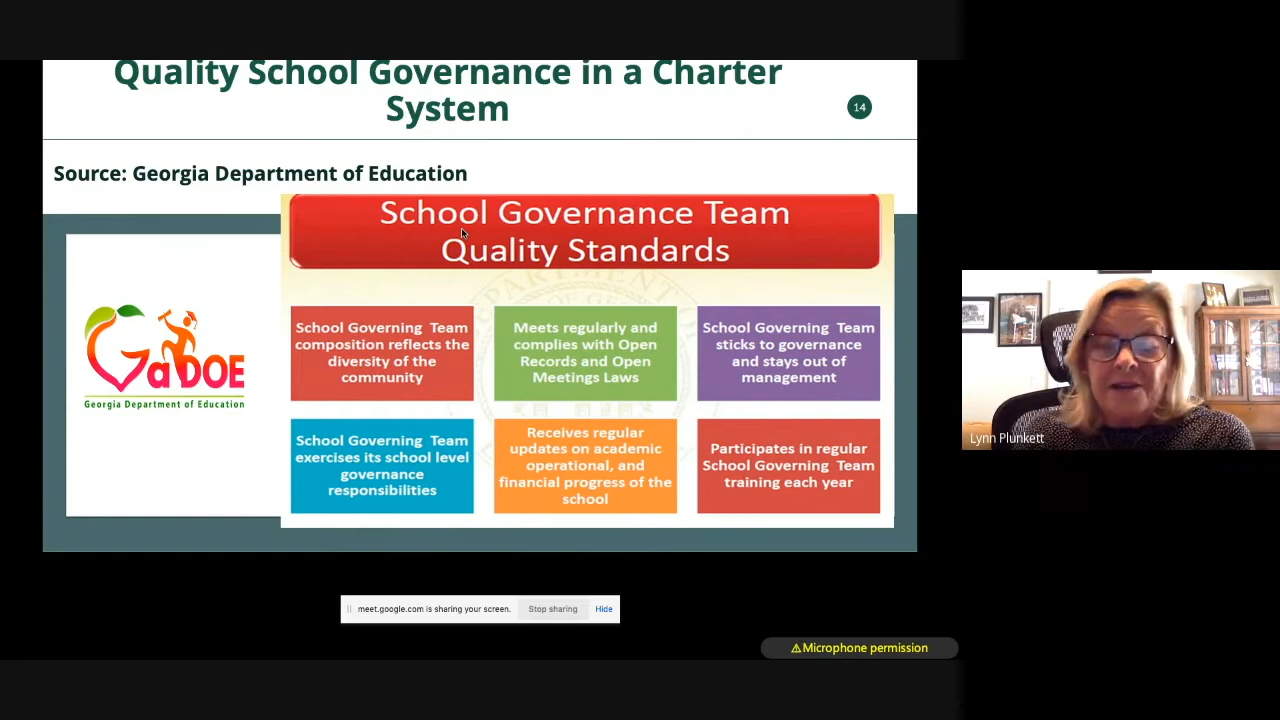 Quality School Governance in a Charter
System
14
Source: Georgia Department of Education
School Governance Team
Quality Standards
GaDOE
Georgia Department of Education
School Governing Team
composition reflects the
diversity of the
community
Meets regularly and
complies with Open
Records and Open
Meetings Laws
School Governing Team
sticks to governance
and stays out of
management
School Governing Team
exercises its school level
governance
responsibilities
Receives regular
updates on academic
operational, and
financial progress of the
school
Participates in regular
School Governing Team
training each year
Lynn Plunkett
meet.google.com is sharing your screen.
Stop sharing
Hide
⚠Microphone permission